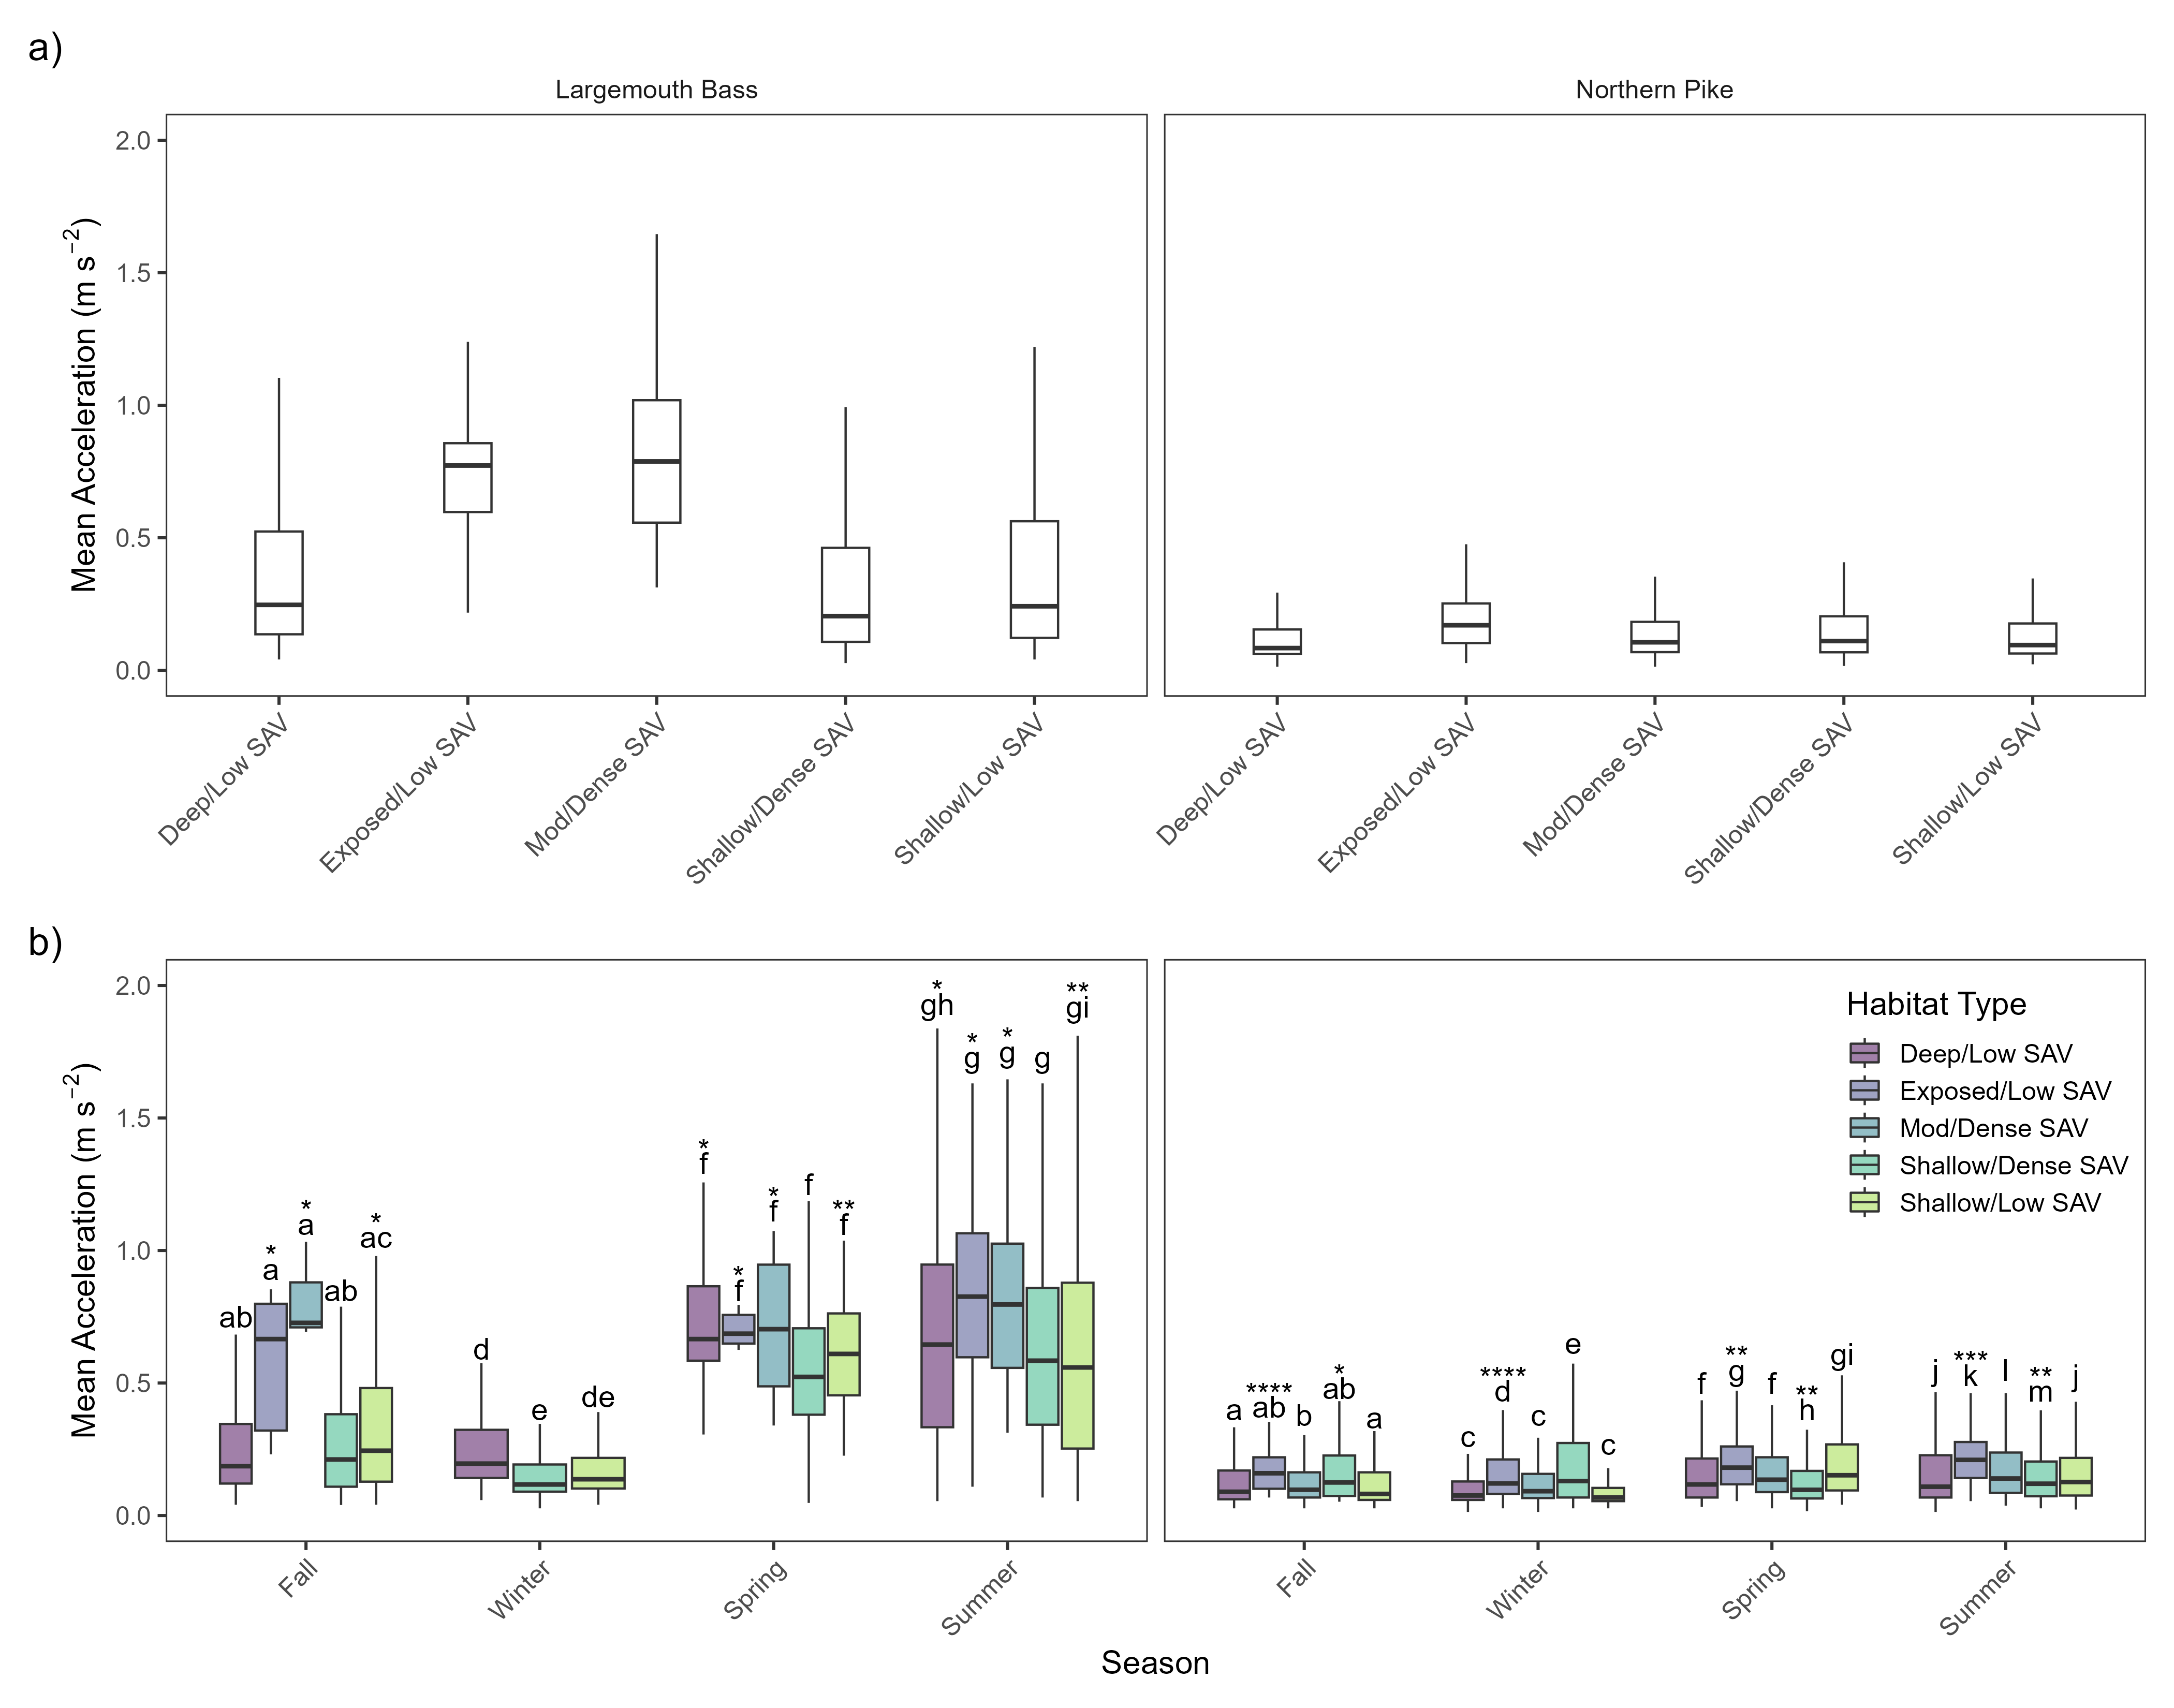 a)
Largemouth Bass
Northern Pike
Mean Acceleration (m s⁻²)
2.0
1.5
1.0
0.5
0.0
Deep/Low SAV
Exposed/Low SAV
Mod/Dense SAV
Shallow/Dense SAV
Shallow/Low SAV
Deep/Low SAV
Exposed/Low SAV
Mod/Dense SAV
Shallow/Dense SAV
Shallow/Low SAV
b)
Mean Acceleration (m s⁻²)
2.0
1.5
1.0
0.5
0.0
ab
*
a
*
a
ab
*
ac
d
e
de
*
f
*
f
*
f
f
**
f
*
gh
*
g
*
g
g
**
gi
a
****
ab
b
*
ab
a
c
****
d
c
e
c
f
**
g
f
**
h
gi
j
***
k
l
**
m
j
Habitat Type
Deep/Low SAV
Exposed/Low SAV
Mod/Dense SAV
Shallow/Dense SAV
Shallow/Low SAV
Fall
Winter
Spring
Summer
Fall
Winter
Spring
Summer
Season